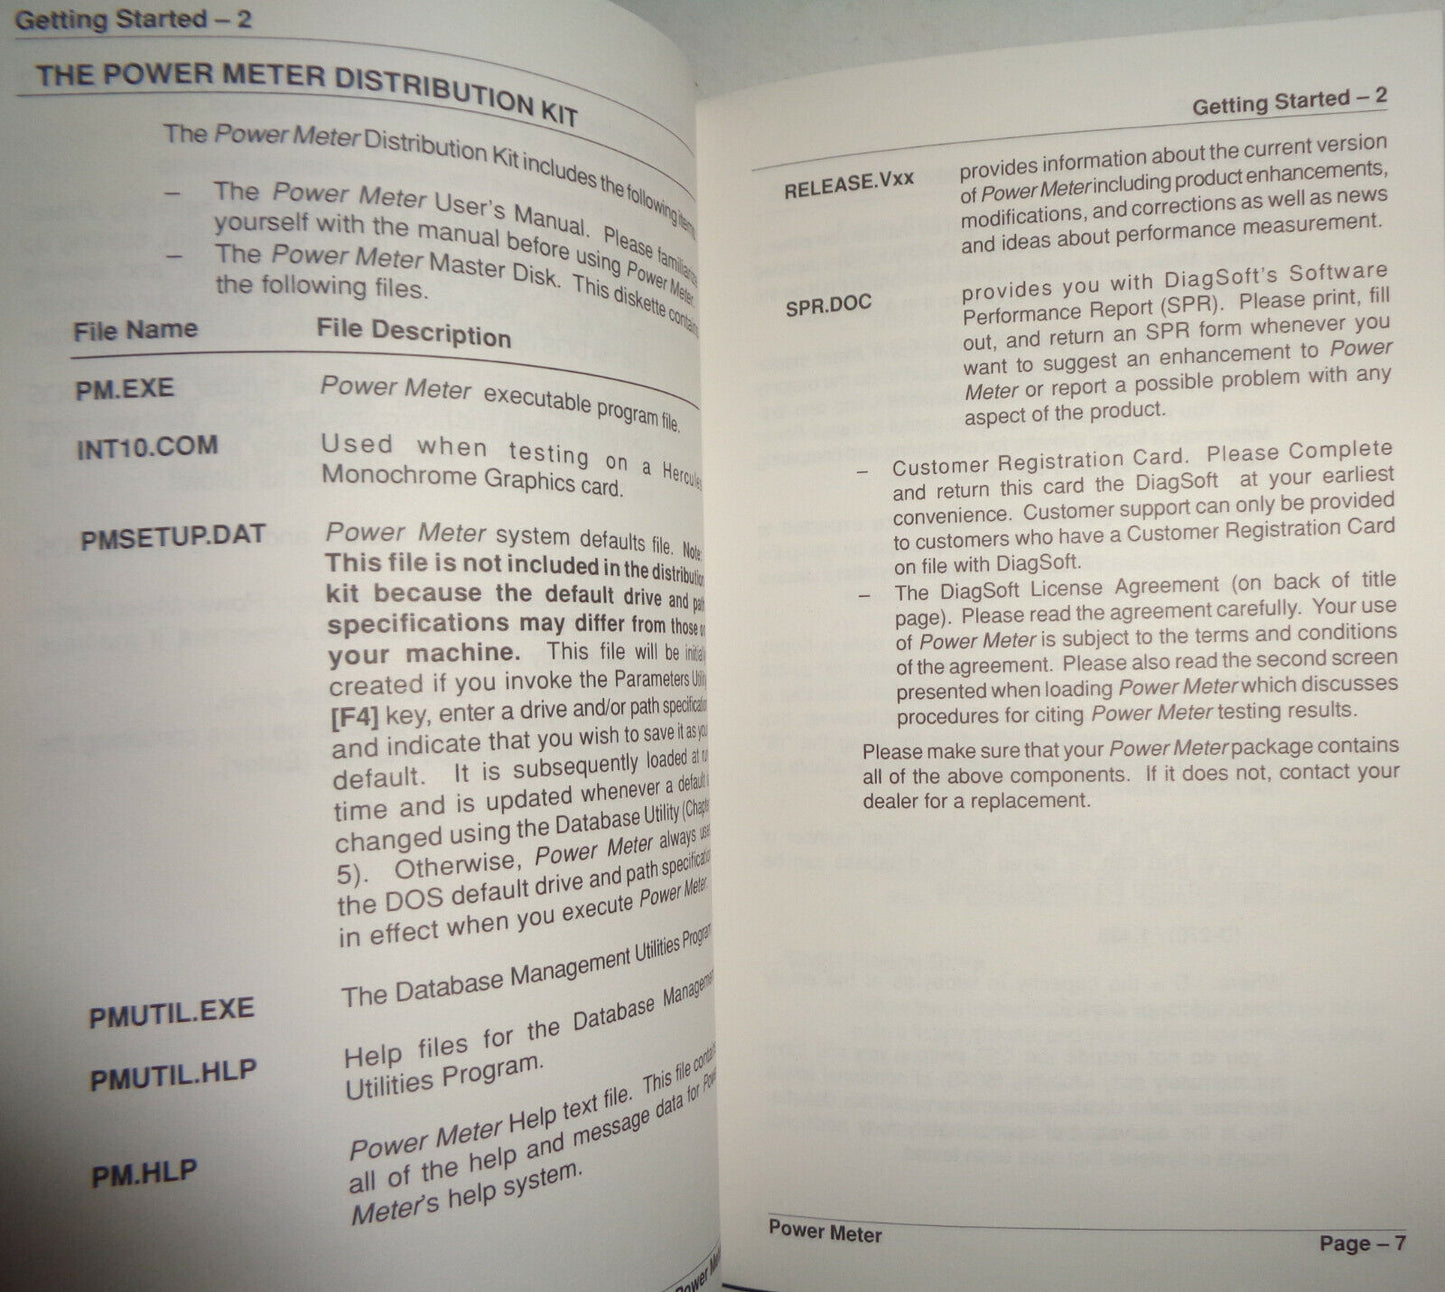 Getting Started – 2
THE POWER METER DISTRIBUTION KIT
The Power Meter Distribution Kit includes the following items.
– The Power Meter User's Manual. Please
yourself with the manual before using Power Meter.
– The Power Meter Master Disk. This diskette contains
the following files.
File Name File Description
PM.EXE Power Meter executable program file.
INT10.COM Used when testing on a Hercules
Monochrome Graphics card.
PMSETUP.DAT Power Meter system defaults file. Note:
This file is not included in the
kit because the default drive and
specifications may differ from those
your machine. This file will be
created if you invoke the Parameters
[F4] key, enter a drive and/or path
and indicate that you wish to save it as
default. It is subsequently loaded at
time and is updated whenever a default
changed using the Database Utility
5). Otherwise, Power Meter always
the DOS default drive and path
in effect when you execute Power Meter.
PMUTIL.EXE The Database Management Utilities
PMUTIL.HLP Help files for the Database
Utilities Program.
PM.HLP Power Meter Help text file. This file
all of the help and message data for
Meter's help system.
Getting Started – 2
RELEASE.Vxx provides information about the current version
of Power Meter including product enhancements,
modifications, and corrections as well as news
and ideas about performance measurement.
SPR.DOC provides you with DiagSoft's Software
Performance Report (SPR). Please print, fill
out, and return an SPR form whenever you
want to suggest an enhancement to Power
Meter or report a possible problem with any
aspect of the product.
– Customer Registration Card. Please Complete
and return this card the DiagSoft at your earliest
convenience. Customer support can only be provided
to customers who have a Customer Registration Card
on file with DiagSoft.
– The DiagSoft License Agreement (on back of title
page). Please read the agreement carefully. Your use
of Power Meter is subject to the terms and conditions
of the agreement. Please also read the second screen
presented when loading Power Meter which discusses
procedures for citing Power Meter testing results.
Please make sure that your Power Meter package contains
all of the above components. If it does not, contact your
dealer for a replacement.
Power Meter
Page – 7